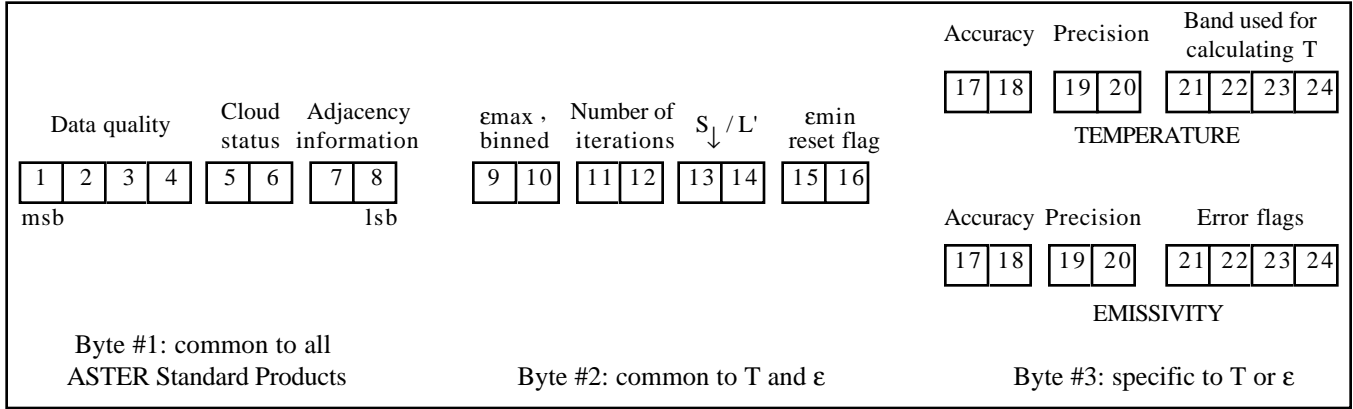 Data quality
Cloud status
Adjacency information
1 2 3 4 5 6 7 8
msb lsb
Byte #1: common to all
ASTER Standard Products
εmax, binned
Number of iterations
S↓ / L'
εmin reset flag
9 10 11 12 13 14 15 16
Byte #2: common to T and ε
Accuracy Precision Band used for calculating T
17 18 19 20 21 22 23 24
TEMPERATURE
Accuracy Precision Error flags
17 18 19 20 21 22 23 24
EMISSIVITY
Byte #3: specific to T or ε